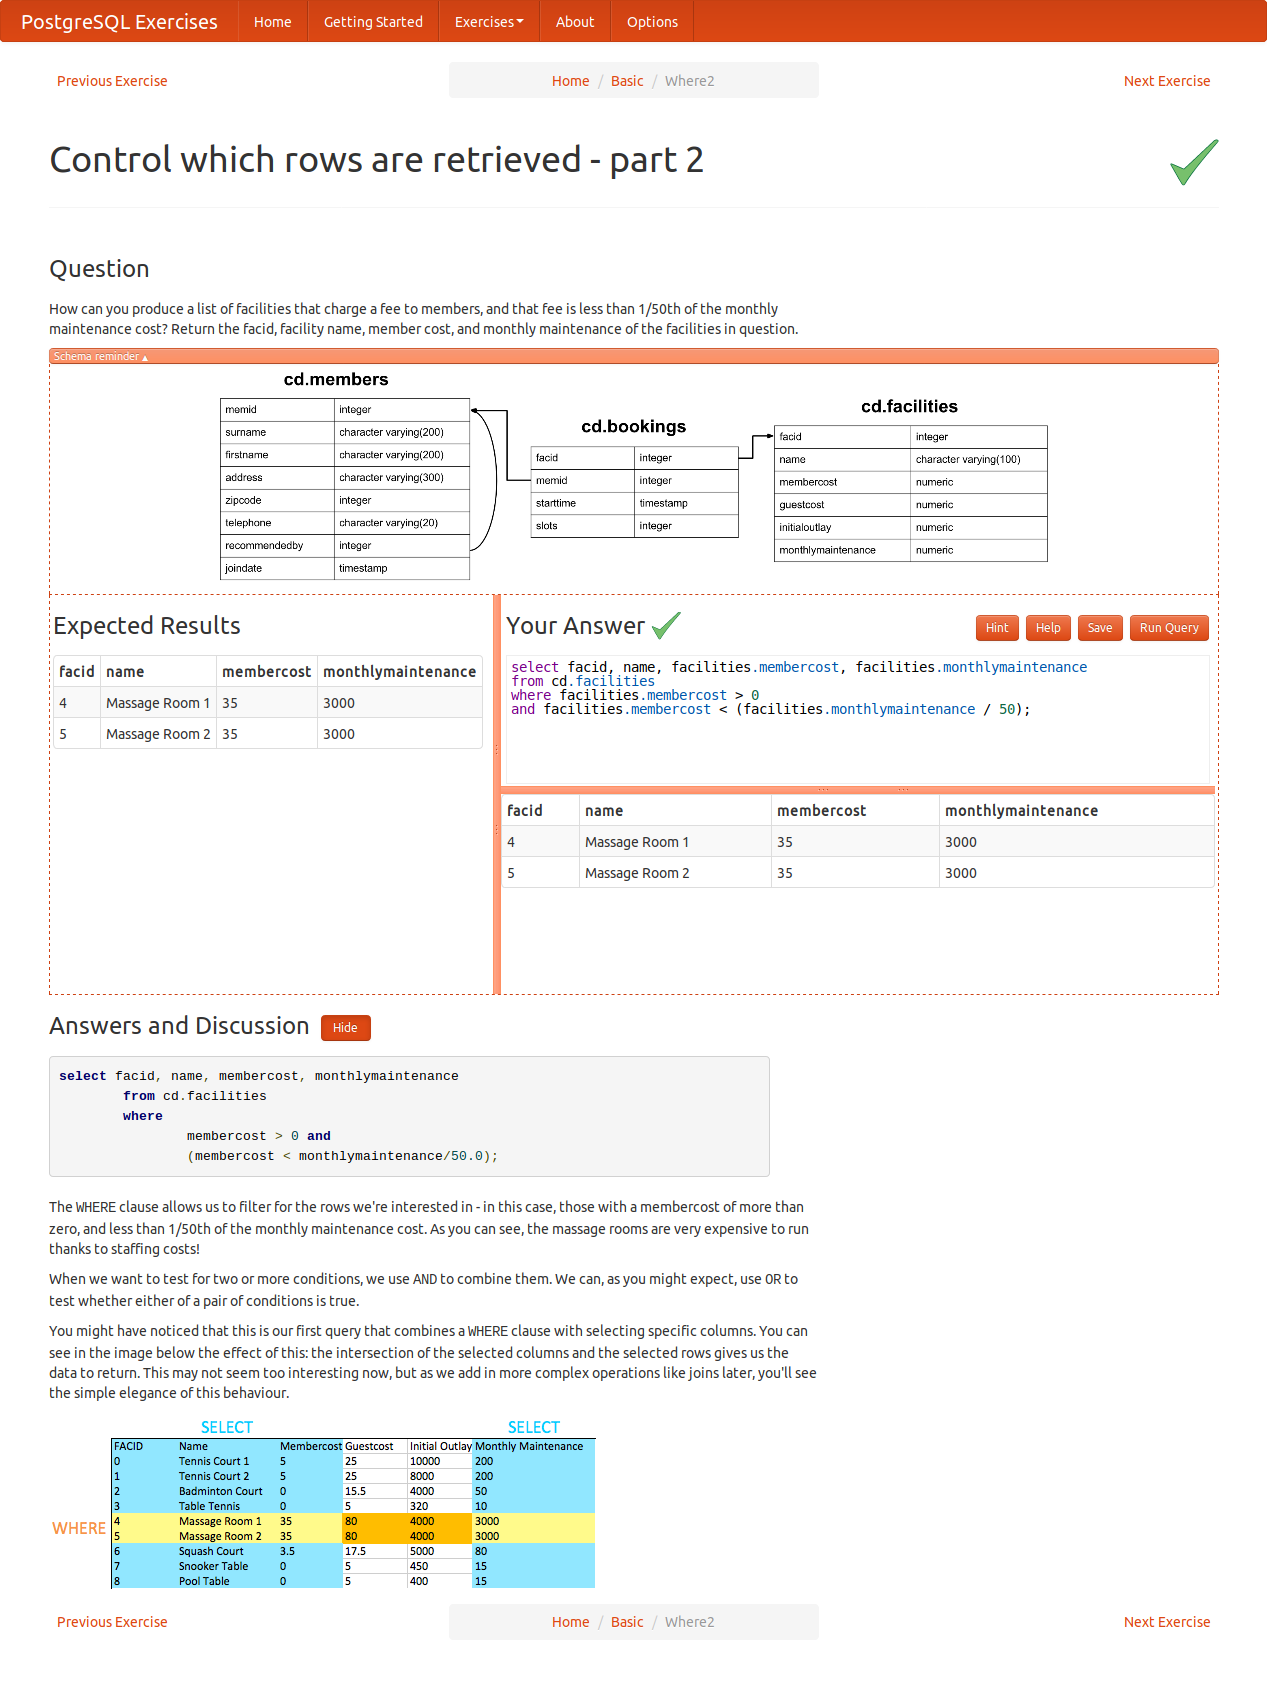 PostgreSQL Exercises Home Getting Started Exercises About Options
Previous Exercise Home / Basic / Where2 Next Exercise
Control which rows are retrieved - part 2
Question
How can you produce a list of facilities that charge a fee to members, and that fee is less than 1/50th of the monthly
maintenance cost? Return the facid, facility name, member cost, and monthly maintenance of the facilities in question.
Schema reminder
cd.members
memid integer
surname character varying(200)
firstname character varying(200)
address character varying(300)
zipcode integer
telephone character varying(20)
recommendedby integer
joindate timestamp
cd.bookings
facid integer
memid integer
starttime timestamp
slots integer
cd.facilities
facid integer
name character varying(100)
membercost numeric
guestcost numeric
initialoutlay numeric
monthlymaintenance numeric
Expected Results
facid name membercost monthlymaintenance
4 Massage Room 1 35 3000
5 Massage Room 2 35 3000
Your Answer Hint Help Save Run Query
select facid, name, facilities.membercost, facilities.monthlymaintenance
from cd.facilities
where facilities.membercost > 0
and facilities.membercost < (facilities.monthlymaintenance / 50);
facid name membercost monthlymaintenance
4 Massage Room 1 35 3000
5 Massage Room 2 35 3000
Answers and Discussion Hide
select facid, name, membercost, monthlymaintenance
from cd.facilities
where
membercost > 0 and
(membercost < monthlymaintenance/50.0);
The WHERE clause allows us to filter for the rows we're interested in - in this case, those with a membercost of more than
zero, and less than 1/50th of the monthly maintenance cost. As you can see, the massage rooms are very expensive to run
thanks to staffing costs!
When we want to test for two or more conditions, we use AND to combine them. We can, as you might expect, use OR to
test whether either of a pair of conditions is true.
You might have noticed that this is our first query that combines a WHERE clause with selecting specific columns. You can
see in the image below the effect of this: the intersection of the selected columns and the selected rows gives us the
data to return. This may not seem too interesting now, but as we add in more complex operations like joins later, you'll see
the simple elegance of this behaviour.
SELECT SELECT
FACID Name Membercost Guestcost Initial Outlay Monthly Maintenance
0 Tennis Court 1 5 25 10000 200
1 Tennis Court 2 5 25 8000 200
2 Badminton Court 0 15.5 4000 50
3 Table Tennis 0 5 320 10
WHERE
4 Massage Room 1 35 80 4000 3000
5 Massage Room 2 35 80 4000 3000
6 Squash Court 3.5 17.5 5000 80
7 Snooker Table 0 5 450 15
8 Pool Table 0 5 400 15
Previous Exercise Home / Basic / Where2 Next Exercise